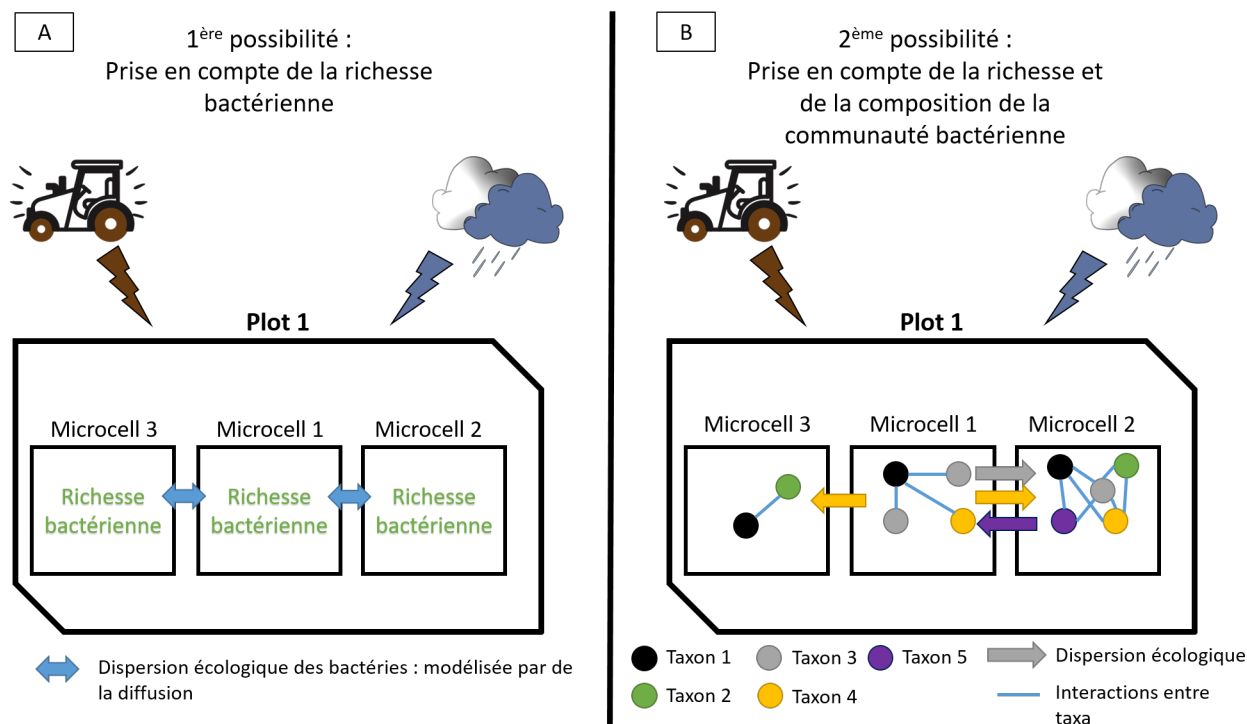 A
1ère possibilité :
Prise en compte de la richesse
bactérienne
Plot 1
Microcell 3
Microcell 1
Microcell 2
Richesse
bactérienne
Richesse
bactérienne
Richesse
bactérienne
Dispersion écologique des bactéries : modélisée par de
la diffusion
B
2ème possibilité :
Prise en compte de la richesse et
de la composition de la
communauté bactérienne
Plot 1
Microcell 3
Microcell 1
Microcell 2
Taxon 1
Taxon 3
Taxon 5
Dispersion écologique
Taxon 2
Taxon 4
Interactions entre
taxa